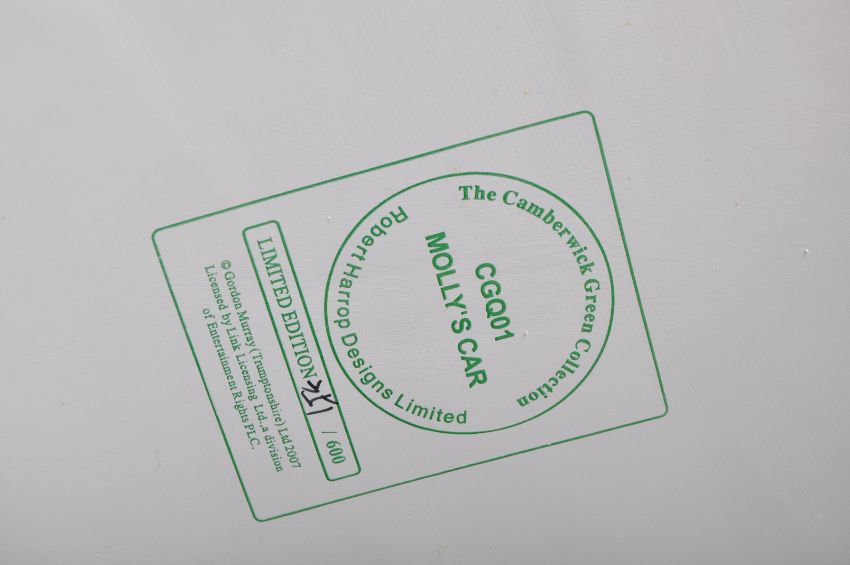 The Camberwick Green Collection
CGQ01
MOLLY'S CAR
Robert Harrop Designs Limited
LIMITED EDITION / 600
© Gordon Murray (Trumptonshire) Ltd 2007
Licensed by Link Licensing Ltd.,a division
of Entertainment Rights PLC.